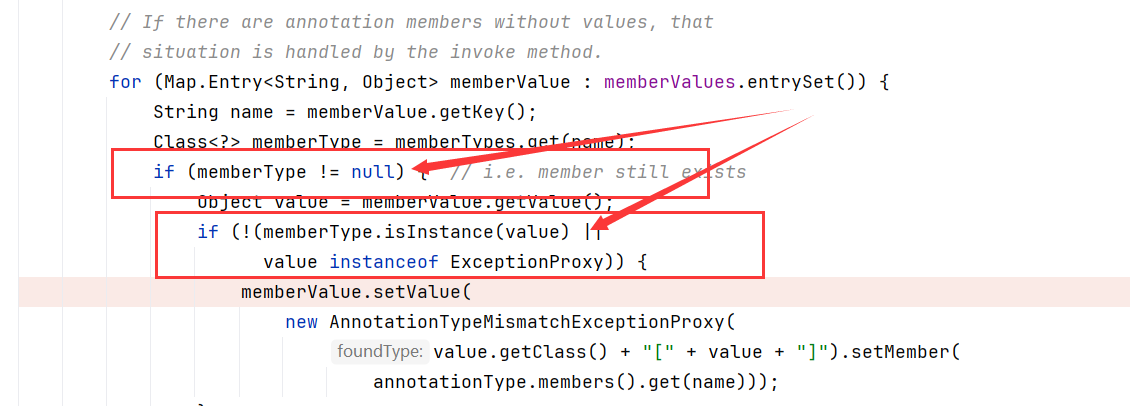 // If there are annotation members without values, that
// situation is handled by the invoke method.
for (Map.Entry<String, Object> memberValue : memberValues.entrySet()) {
String name = memberValue.getKey();
Class<?> memberType = memberTypes.get(name);
if (memberType != null) {  // i.e. member still exists
Object value = memberValue.getValue();
if (!(memberType.isInstance(value) ||
value instanceof ExceptionProxy)) {
memberValue.setValue(
new AnnotationTypeMismatchExceptionProxy(
foundType: value.getClass() + "[" + value + "]").setMember(
annotationType.members().get(name)));
}